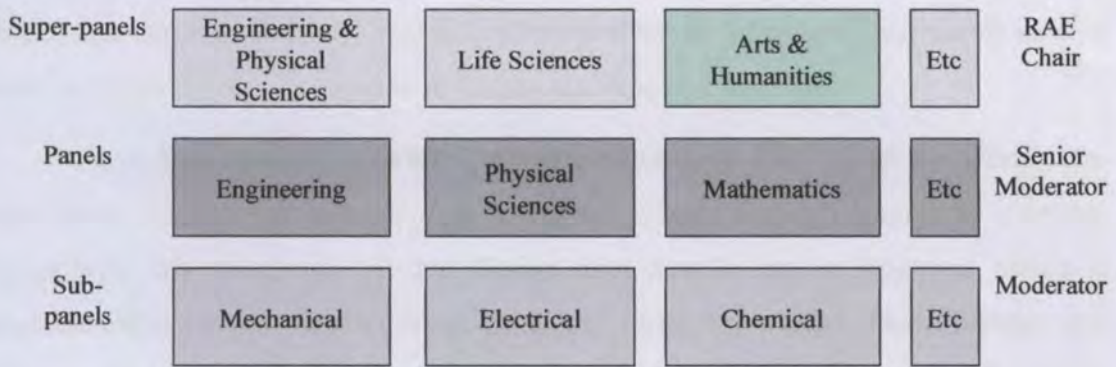 Super-panels
Engineering &
Physical
Sciences
Life Sciences
Arts &
Humanities
Etc
RAE
Chair
Panels
Engineering
Physical
Sciences
Mathematics
Etc
Senior
Moderator
Sub-
panels
Mechanical
Electrical
Chemical
Etc
Moderator